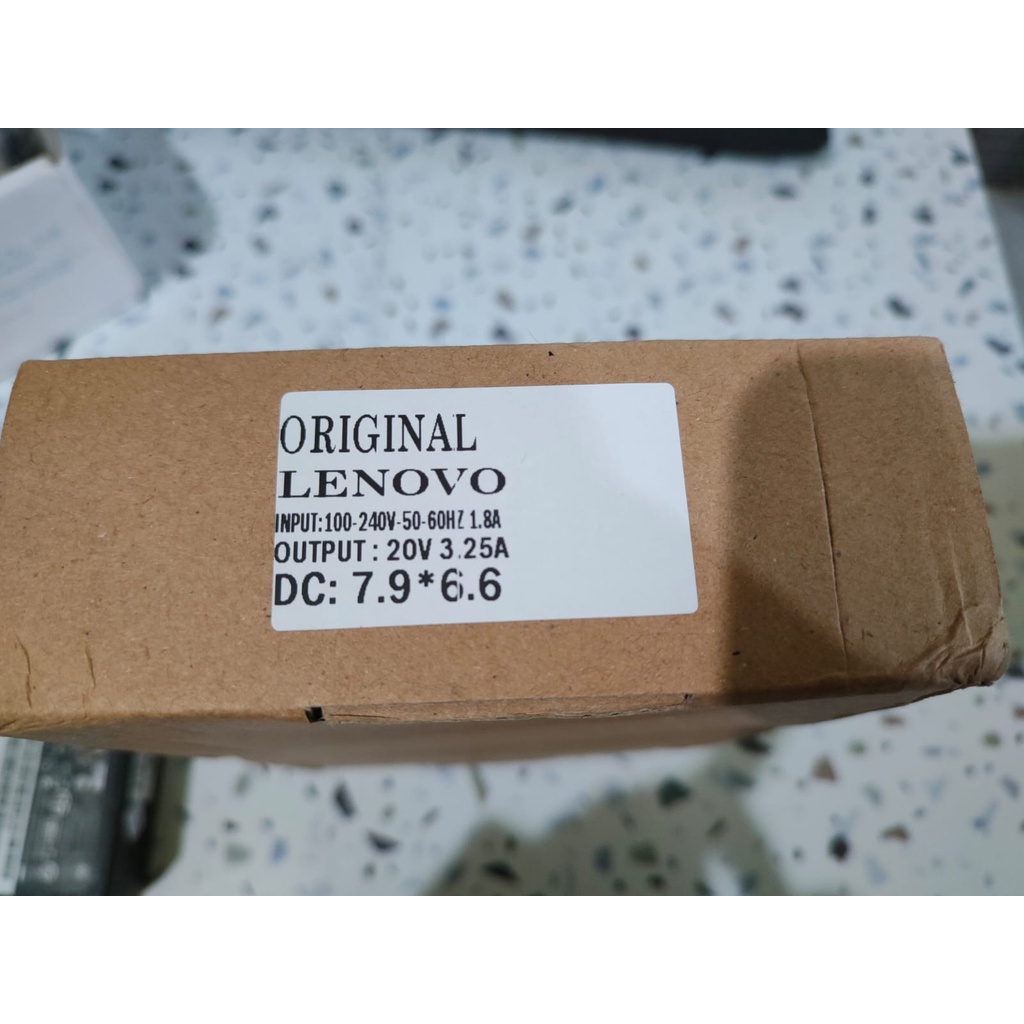 ORIGINAL
LENOVO
INPUT:100-240V-50-60HZ 1.8A
OUTPUT : 20V 3.25A
DC: 7.9*6.6